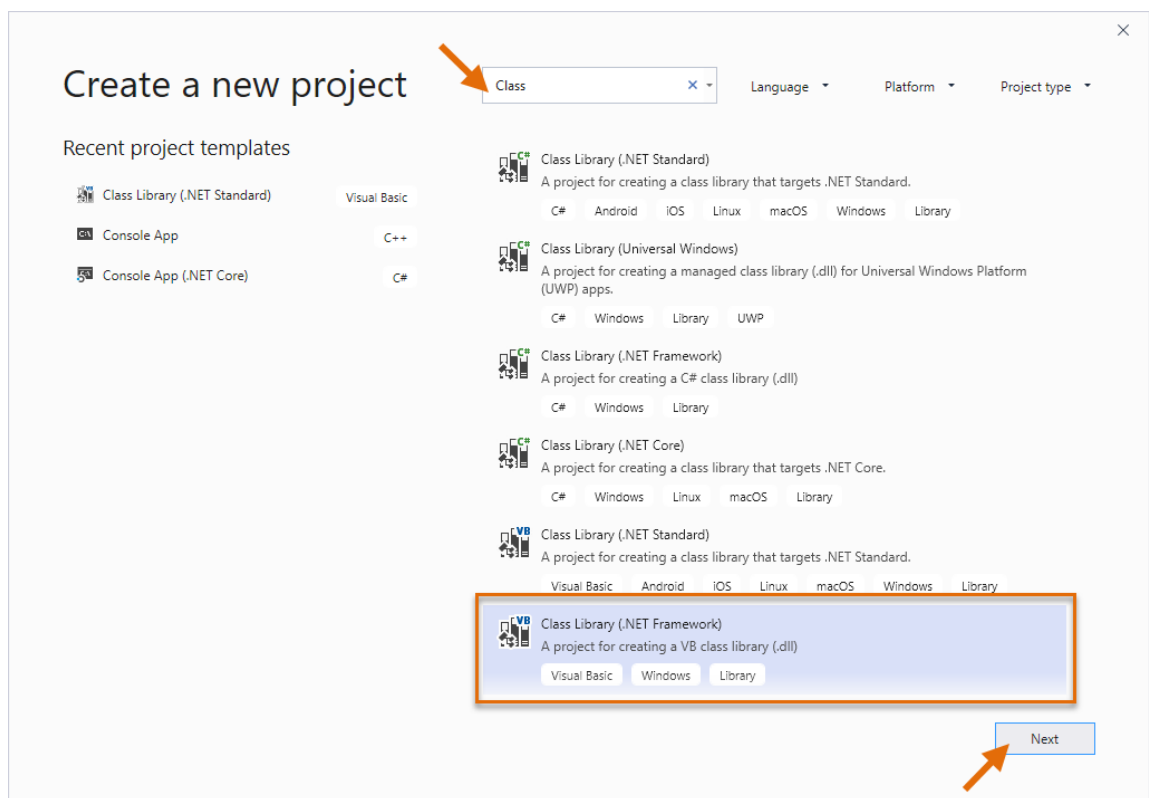 Create a new project
Class
Language
Platform
Project type
Recent project templates
Class Library (.NET Standard)
Visual Basic
Console App
C++
Console App (.NET Core)
C#
Class Library (.NET Standard)
A project for creating a class library that targets .NET Standard.
C# Android iOS Linux macOS Windows Library
Class Library (Universal Windows)
A project for creating a managed class library (.dll) for Universal Windows Platform
(UWP) apps.
C# Windows Library UWP
Class Library (.NET Framework)
A project for creating a C# class library (.dll)
C# Windows Library
Class Library (.NET Core)
A project for creating a class library that targets .NET Core.
C# Windows Linux macOS Library
Class Library (.NET Standard)
A project for creating a class library that targets .NET Standard.
Visual Basic Android iOS Linux macOS Windows Library
Class Library (.NET Framework)
A project for creating a VB class library (.dll)
Visual Basic Windows Library
Next